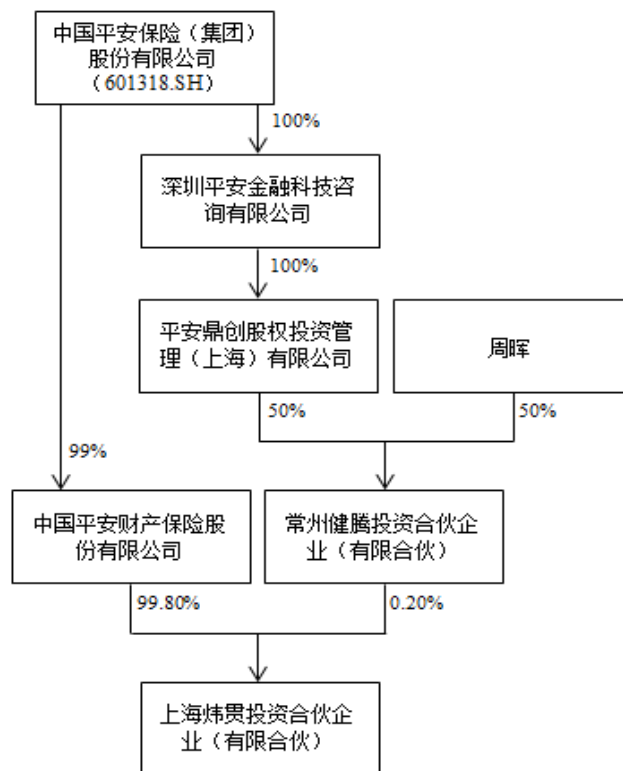 中国平安保险（集团）
股份有限公司
（601318.SH）
100%
深圳平安金融科技咨
询有限公司
100%
平安鼎创股权投资管
理（上海）有限公司
周晖
50%
50%
99%
中国平安财产保险股
份有限公司
常州健腾投资合伙企
业（有限合伙）
99.80%
0.20%
上海炜贯投资合伙企
业（有限合伙）